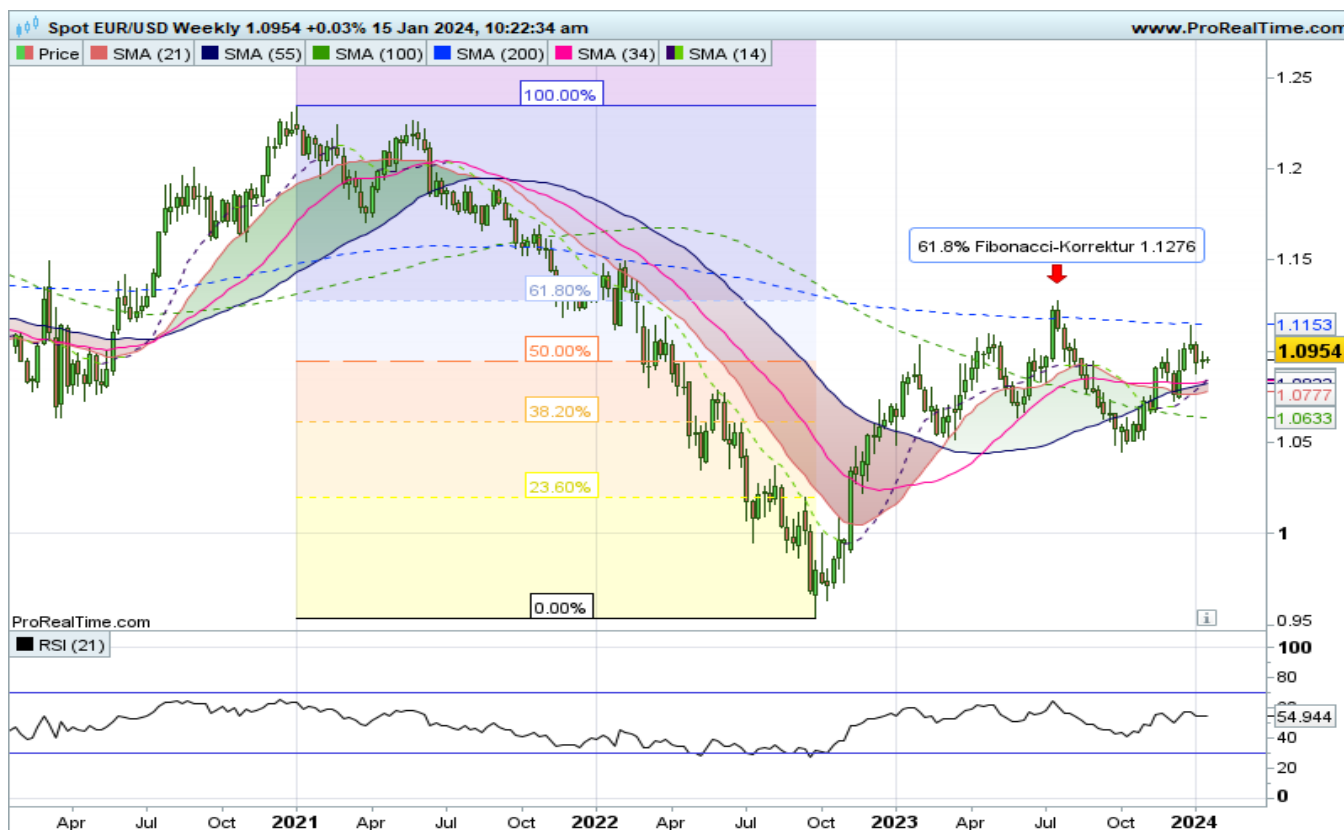 Spot EUR/USD Weekly 1.0954 +0.03% 15 Jan 2024, 10:22:34 am
www.ProRealTime.com
Price SMA (21) SMA (55) SMA (100) SMA (200) SMA (34) SMA (14)
1.25
100.00%
1.2
61.8% Fibonacci-Korrektur 1.1276
1.15
61.80%
1.1153
50.00%
1.0954
1.0777
38.20%
1.0633
1.05
23.60%
1
0.00%
0.95
ProRealTime.com
i
RSI (21)
100
80
54.944
40
20
0
Apr Jul Oct 2021 Apr Jul Oct 2022 Apr Jul Oct 2023 Apr Jul Oct 2024